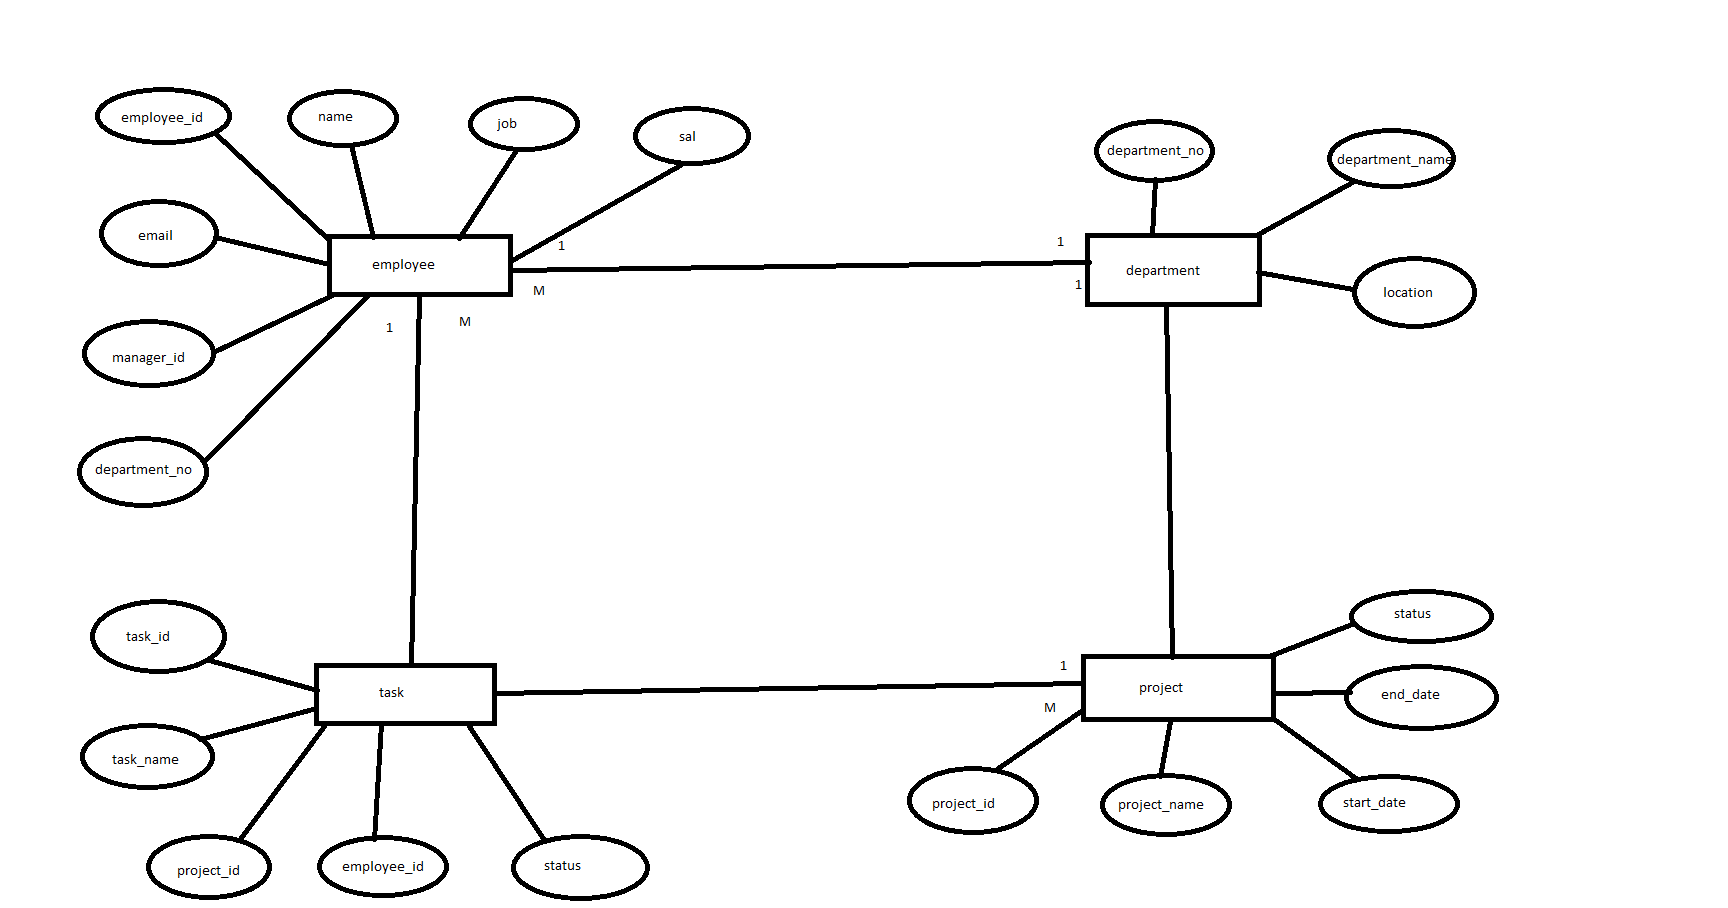 employee_id
name
job
sal
department_no
department_name
email
1
1
employee
department
M
1
location
manager_id
1
M
department_no
task_id
status
1
task
project
end_date
M
task_name
project_id
project_name
start_date
project_id
employee_id
status